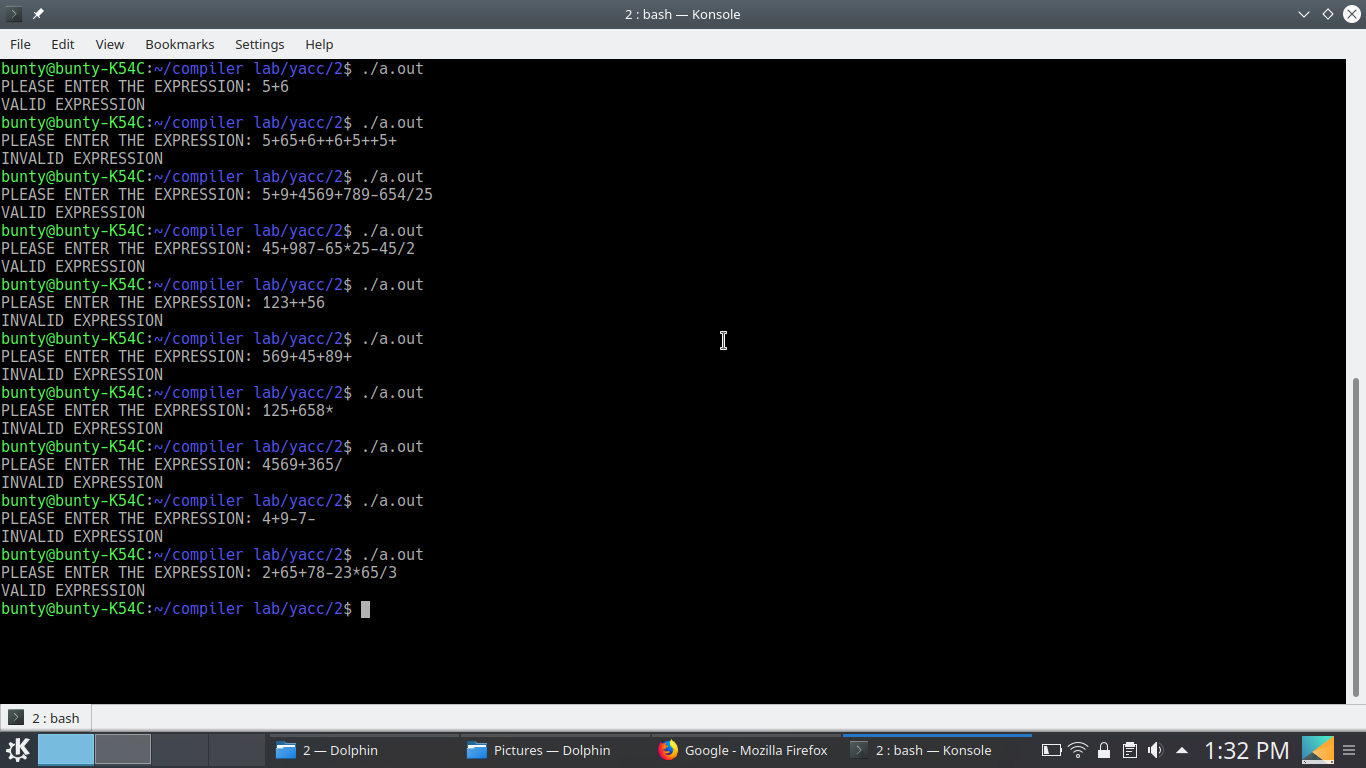 2 : bash — Konsole
File Edit View Bookmarks Settings Help
bunty@bunty-K54C:~/compiler lab/yacc/2$ ./a.out
PLEASE ENTER THE EXPRESSION: 5+6
VALID EXPRESSION
bunty@bunty-K54C:~/compiler lab/yacc/2$ ./a.out
PLEASE ENTER THE EXPRESSION: 5+65+6++6+5++5+
INVALID EXPRESSION
bunty@bunty-K54C:~/compiler lab/yacc/2$ ./a.out
PLEASE ENTER THE EXPRESSION: 5+9+4569+789-654/25
VALID EXPRESSION
bunty@bunty-K54C:~/compiler lab/yacc/2$ ./a.out
PLEASE ENTER THE EXPRESSION: 45+987-65*25-45/2
VALID EXPRESSION
bunty@bunty-K54C:~/compiler lab/yacc/2$ ./a.out
PLEASE ENTER THE EXPRESSION: 123++56
INVALID EXPRESSION
bunty@bunty-K54C:~/compiler lab/yacc/2$ ./a.out
PLEASE ENTER THE EXPRESSION: 569+45+89+
INVALID EXPRESSION
bunty@bunty-K54C:~/compiler lab/yacc/2$ ./a.out
PLEASE ENTER THE EXPRESSION: 125+658*
INVALID EXPRESSION
bunty@bunty-K54C:~/compiler lab/yacc/2$ ./a.out
PLEASE ENTER THE EXPRESSION: 4569+365/
INVALID EXPRESSION
bunty@bunty-K54C:~/compiler lab/yacc/2$ ./a.out
PLEASE ENTER THE EXPRESSION: 4+9-7-
INVALID EXPRESSION
bunty@bunty-K54C:~/compiler lab/yacc/2$ ./a.out
PLEASE ENTER THE EXPRESSION: 2+65+78-23*65/3
VALID EXPRESSION
bunty@bunty-K54C:~/compiler lab/yacc/2$
2 : bash
2 — Dolphin Pictures — Dolphin Google - Mozilla Firefox 2 : bash — Konsole 1:32 PM